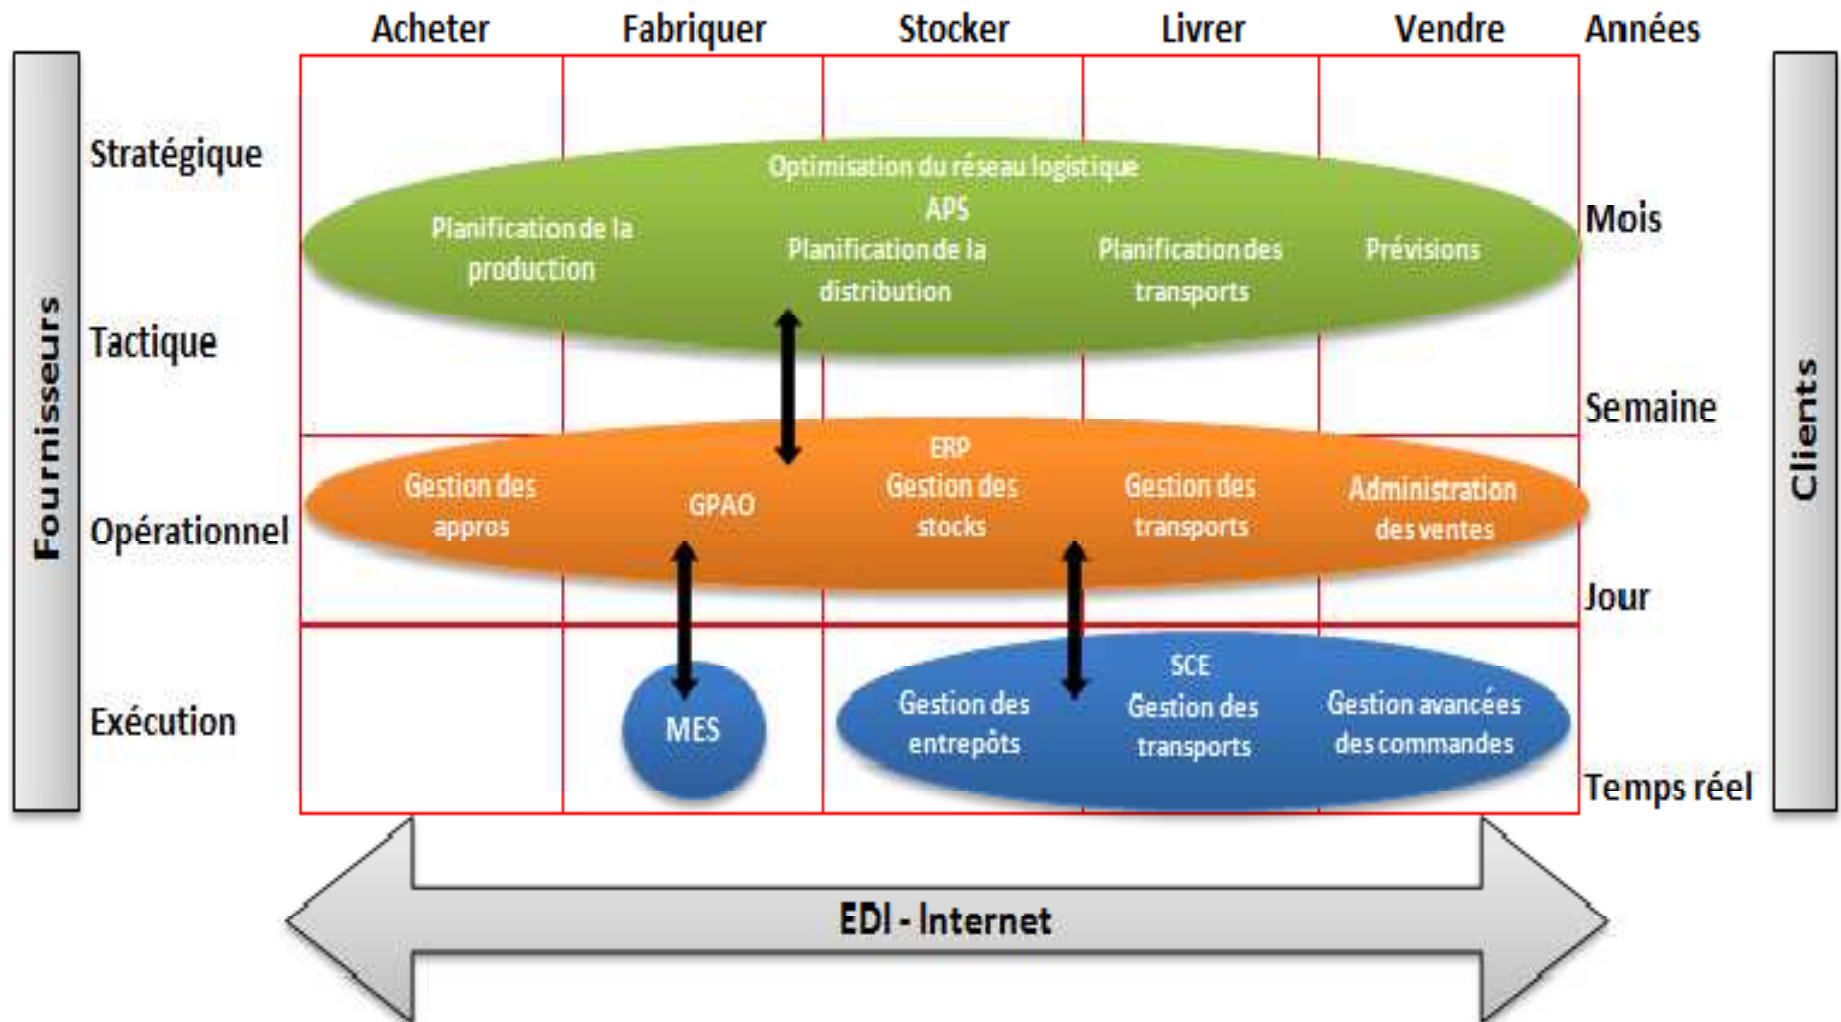 Acheter Fabriquer Stocker Livrer Vendre Années
Fournisseurs
Clients
Stratégique
Optimisation du réseau logistique
APS
Planification de la
production
Planification de la
distribution
Planification des
transports
Prévisions
Mois
Tactique
Semaine
ERP
Gestion des
appros
GPAO
Gestion des
stocks
Gestion des
transports
Administration
des ventes
Opérationnel
Jour
Exécution
MES
SCE
Gestion des
entrepôts
Gestion des
transports
Gestion avancées
des commandes
Temps réel
EDI - Internet